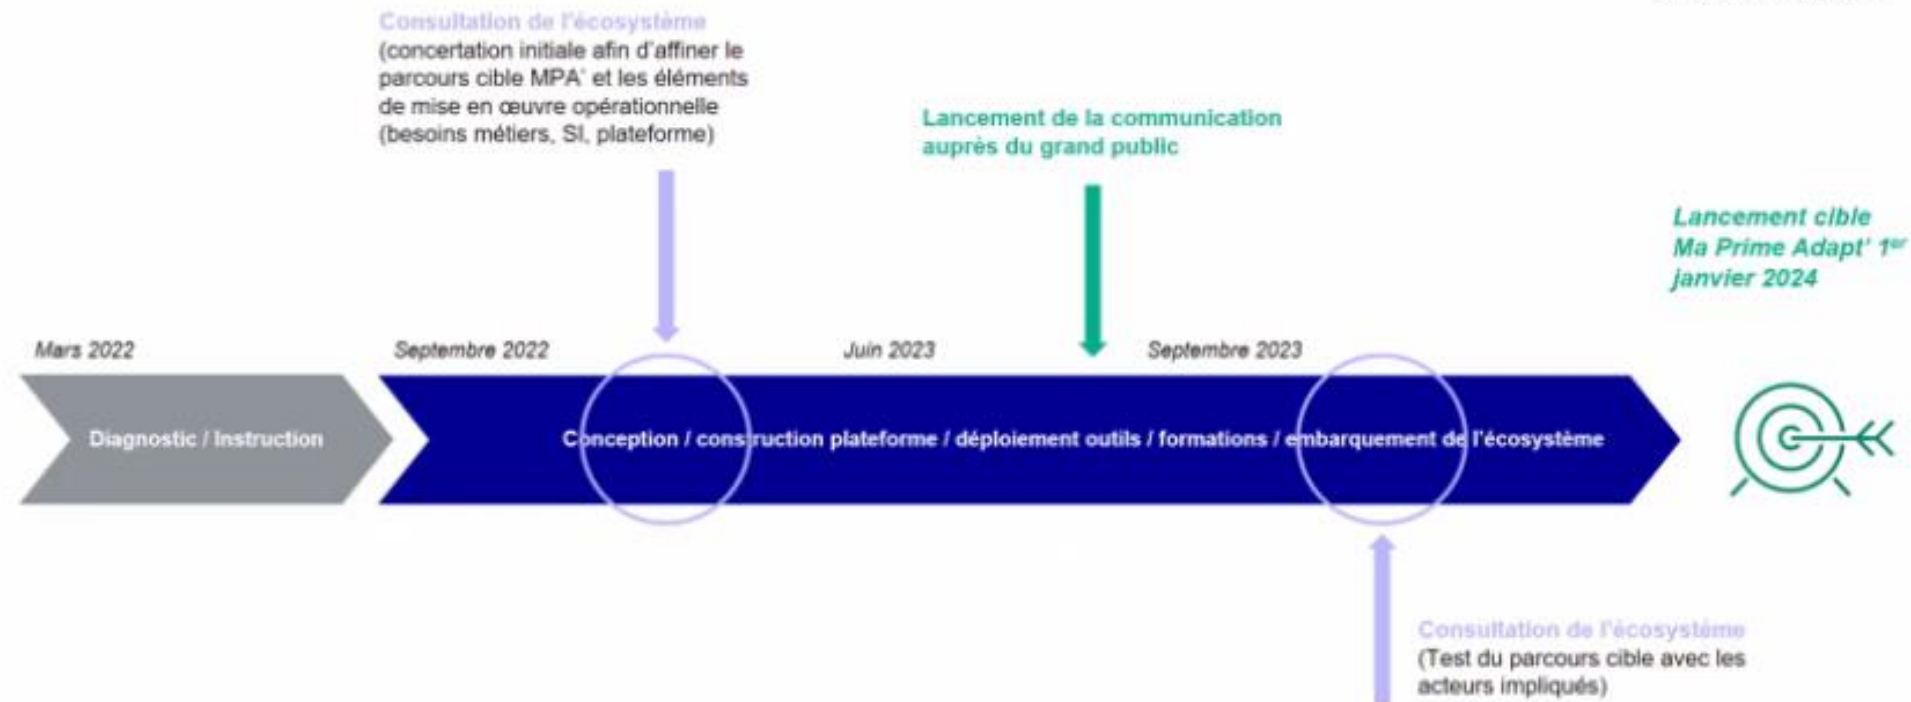 Consultation de l'écosystème
(concertation initiale afin d'affiner le
parcours cible MPA' et les éléments
de mise en œuvre opérationnelle
(besoins métiers, SI, plateforme)
Lancement de la communication
auprès du grand public
Lancement cible
Ma Prime Adapt' 1er
janvier 2024
Mars 2022
Septembre 2022
Juin 2023
Septembre 2023
Diagnostic / Instruction
Conception / construction plateforme / déploiement outils / formations / embarquement de l'écosystème
Consultation de l'écosystème
(Test du parcours cible avec les
acteurs impliqués)